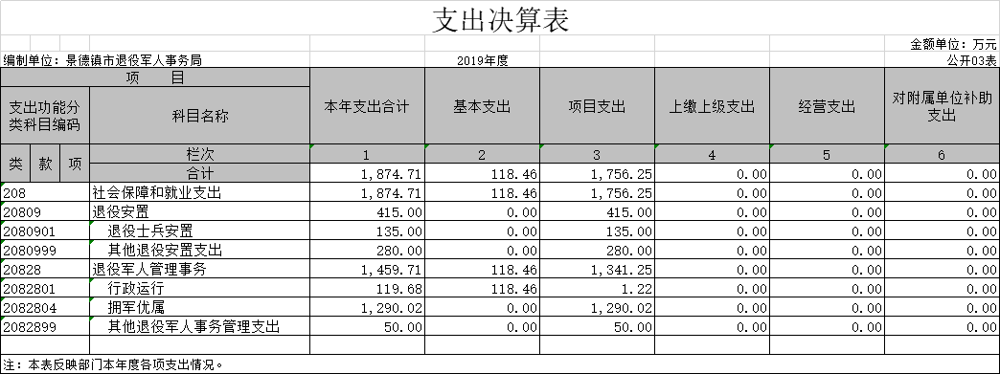 支出决算表
金额单位：万元
编制单位：景德镇市退役军人事务局 2019年度 公开03表
项 目 本年支出合计 基本支出 项目支出 上缴上级支出 经营支出 对附属单位补助支出
支出功能分类科目编码 科目名称
类 款 项 栏次 1 2 3 4 5 6
合计 1,874.71 118.46 1,756.25 0.00 0.00 0.00
208 社会保障和就业支出 1,874.71 118.46 1,756.25 0.00 0.00 0.00
20809 退役安置 415.00 0.00 415.00 0.00 0.00 0.00
2080901 退役士兵安置 135.00 0.00 135.00 0.00 0.00 0.00
2080999 其他退役安置支出 280.00 0.00 280.00 0.00 0.00 0.00
20828 退役军人管理事务 1,459.71 118.46 1,341.25 0.00 0.00 0.00
2082801 行政运行 119.68 118.46 1.22 0.00 0.00 0.00
2082804 拥军优属 1,290.02 0.00 1,290.02 0.00 0.00 0.00
2082899 其他退役军人事务管理支出 50.00 0.00 50.00 0.00 0.00 0.00
注：本表反映部门本年度各项支出情况。